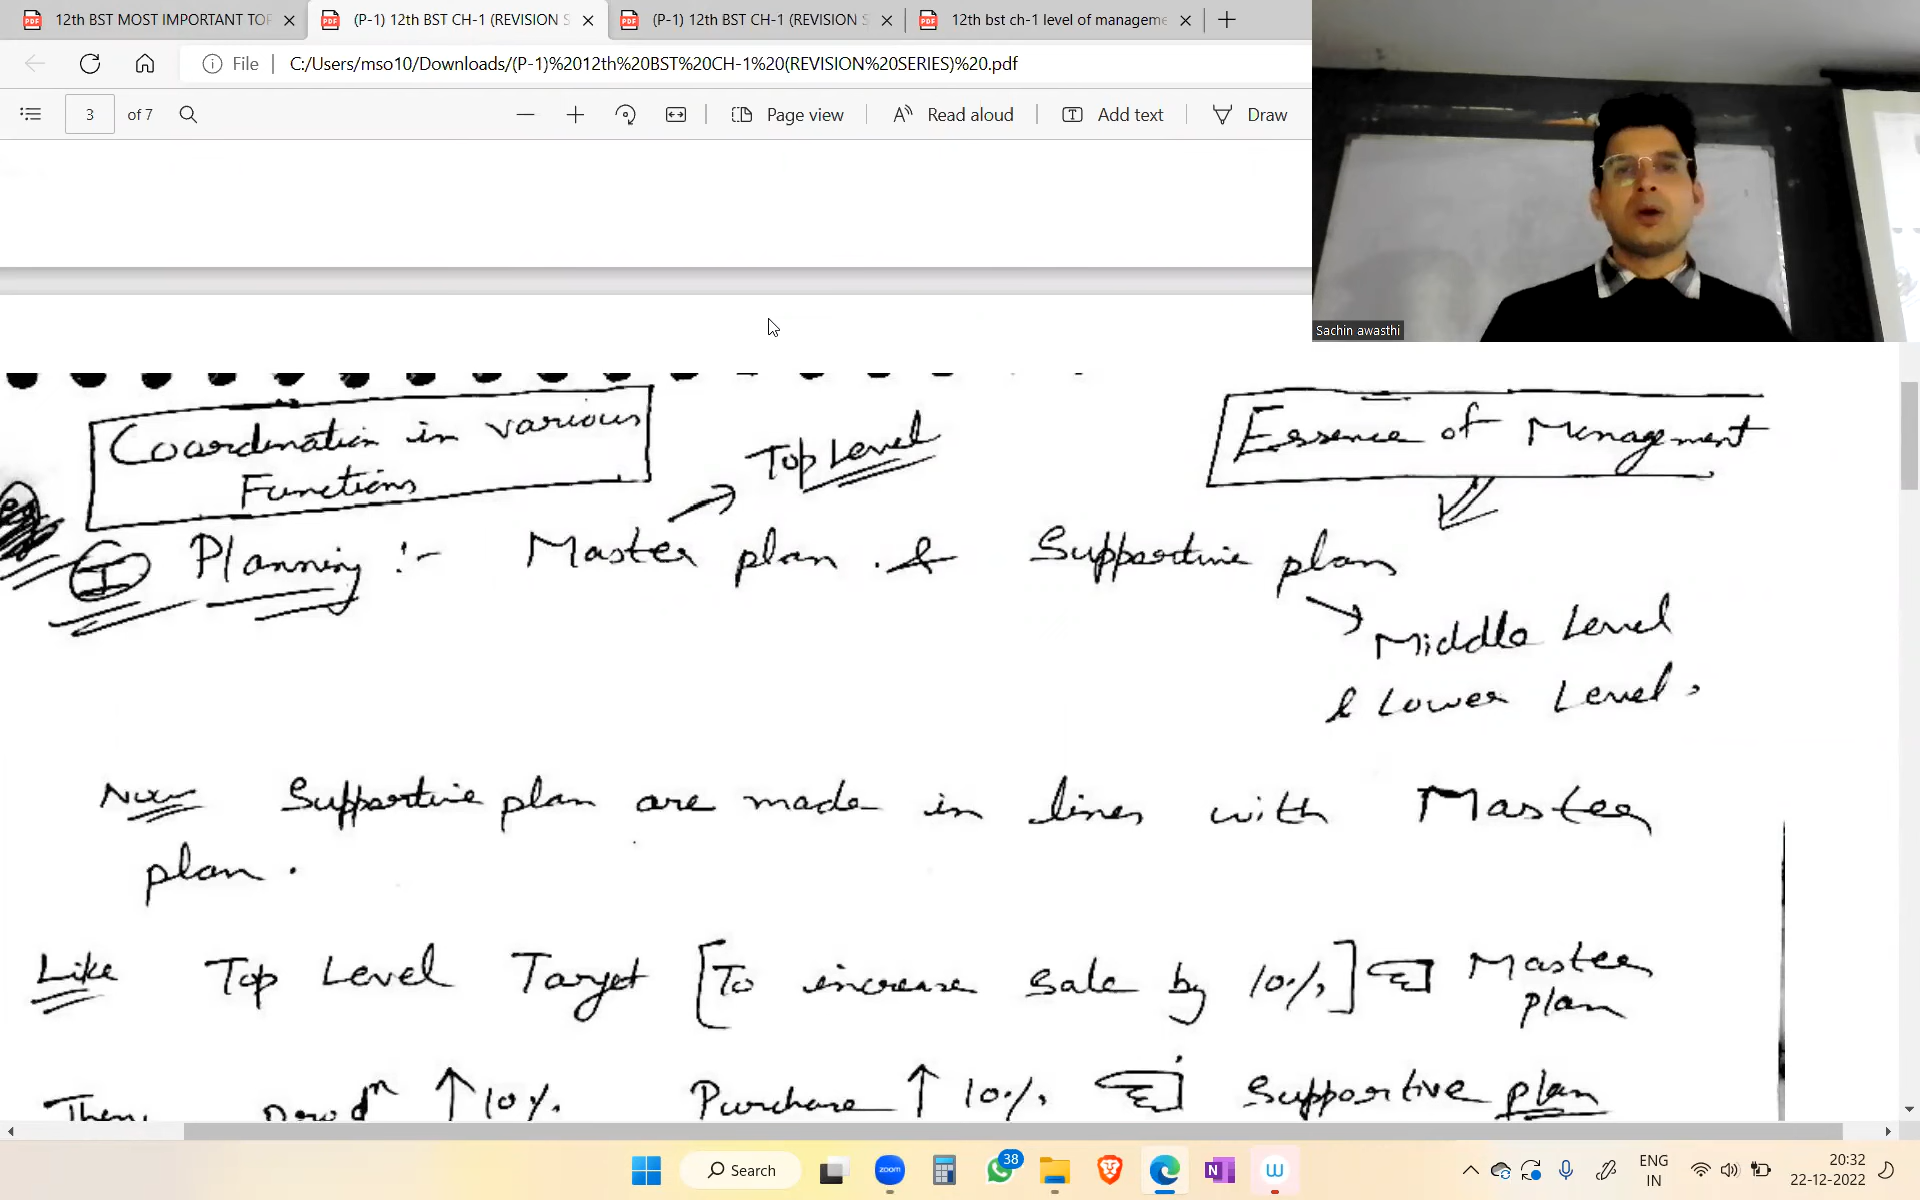 12th BST MOST IMPORTANT TO
(P-1) 12th BST CH-1 (REVISION S
(P-1) 12th BST CH-1 (REVISION S
12th bst ch-1 level of manageme
File
C:/Users/mso10/Downloads/(P-1)%2012th%20BST%20CH-1%20(REVISION%20SERIES)%20.pdf
3 of 7
Page view
Read aloud
Add text
Draw
Sachin awasthi
Coordination in various
Functions
Top Level
Essence of Management
I Planning :- Master plan . & Supportive plan
Middle Level
& Lower Level.
Now Supportive plan are made in lines with Master
plan.
Like Top Level Target [To increase sale by 10%] Master
plan
Then, Prodn ↑ 10%. Purchase ↑ 10%. Supportive plan
Search
zoom
38
N
W
ENG
IN
20:32
22-12-2022